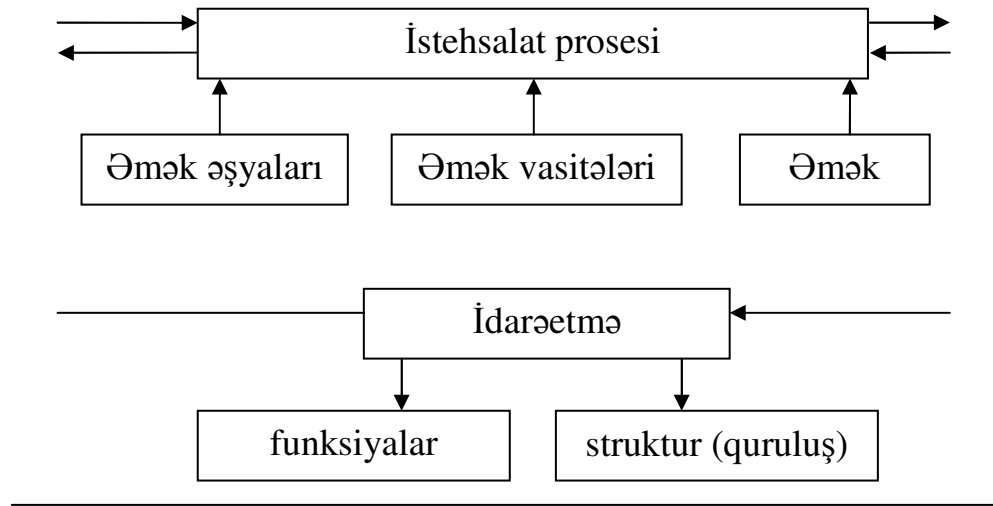 İstehsalat prosesi
Əmək əşyaları Əmək vasitələri Əmək
İdarəetmə
funksiyalar struktur (quruluş)